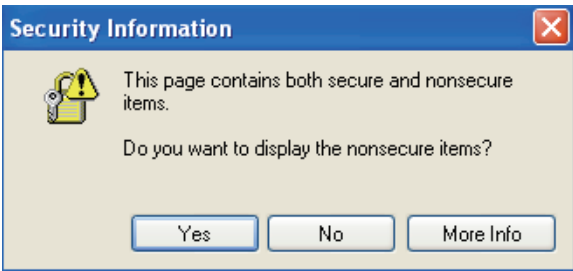 Security Information
This page contains both secure and nonsecure
items.
Do you want to display the nonsecure items?
Yes
No
More Info